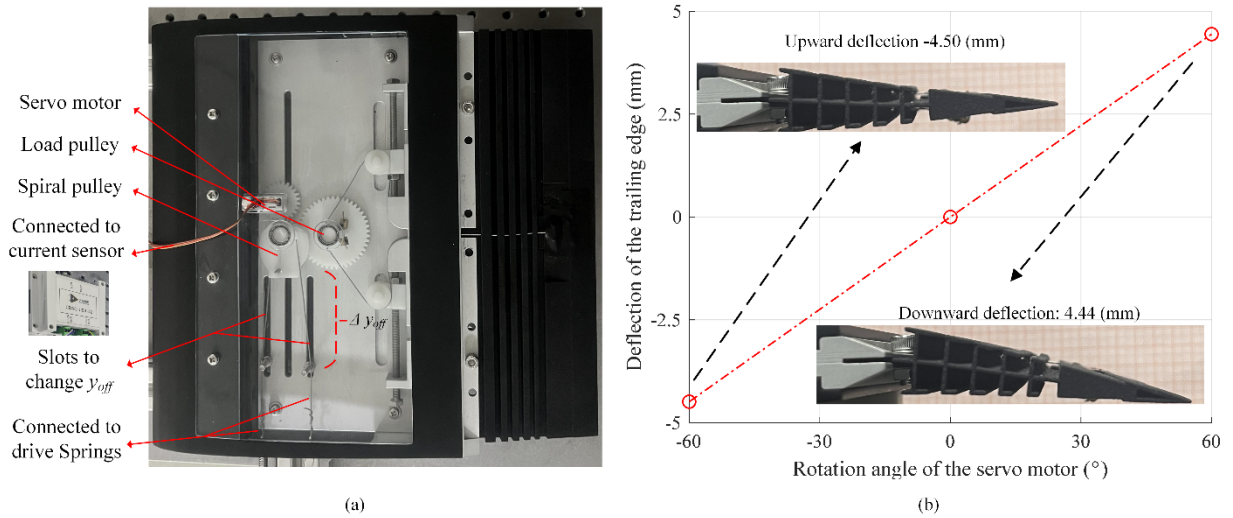 Servo motor
Load pulley
Spiral pulley
Connected to
current sensor
Slots to
change y_off
Connected to
drive Springs
Δ y_off
(a)
Deflection of the trailing edge (mm)
5
2.5
0
-2.5
-5
Upward deflection -4.50 (mm)
Downward deflection: 4.44 (mm)
-60
-30
0
30
60
Rotation angle of the servo motor (°)
(b)